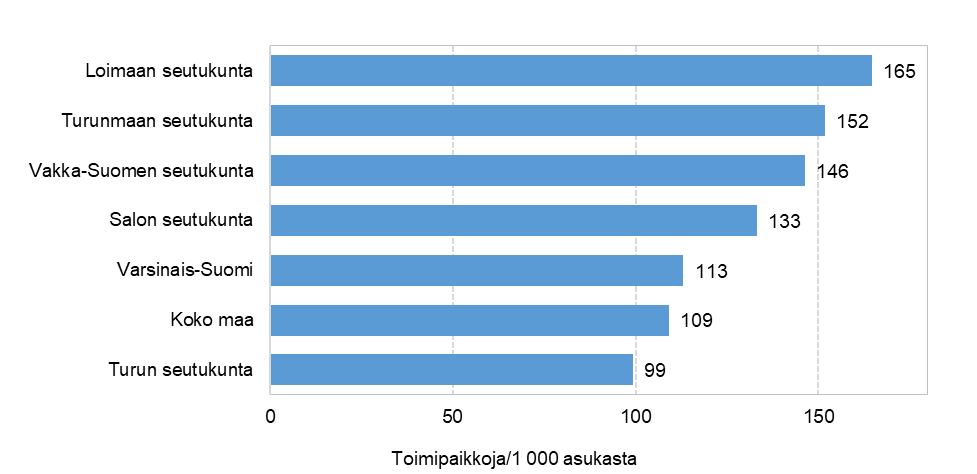 Loimaan seutukunta 165
Turunmaan seutukunta 152
Vakka-Suomen seutukunta 146
Salon seutukunta 133
Varsinais-Suomi 113
Koko maa 109
Turun seutukunta 99
0 50 100 150
Toimipaikkoja/1 000 asukasta